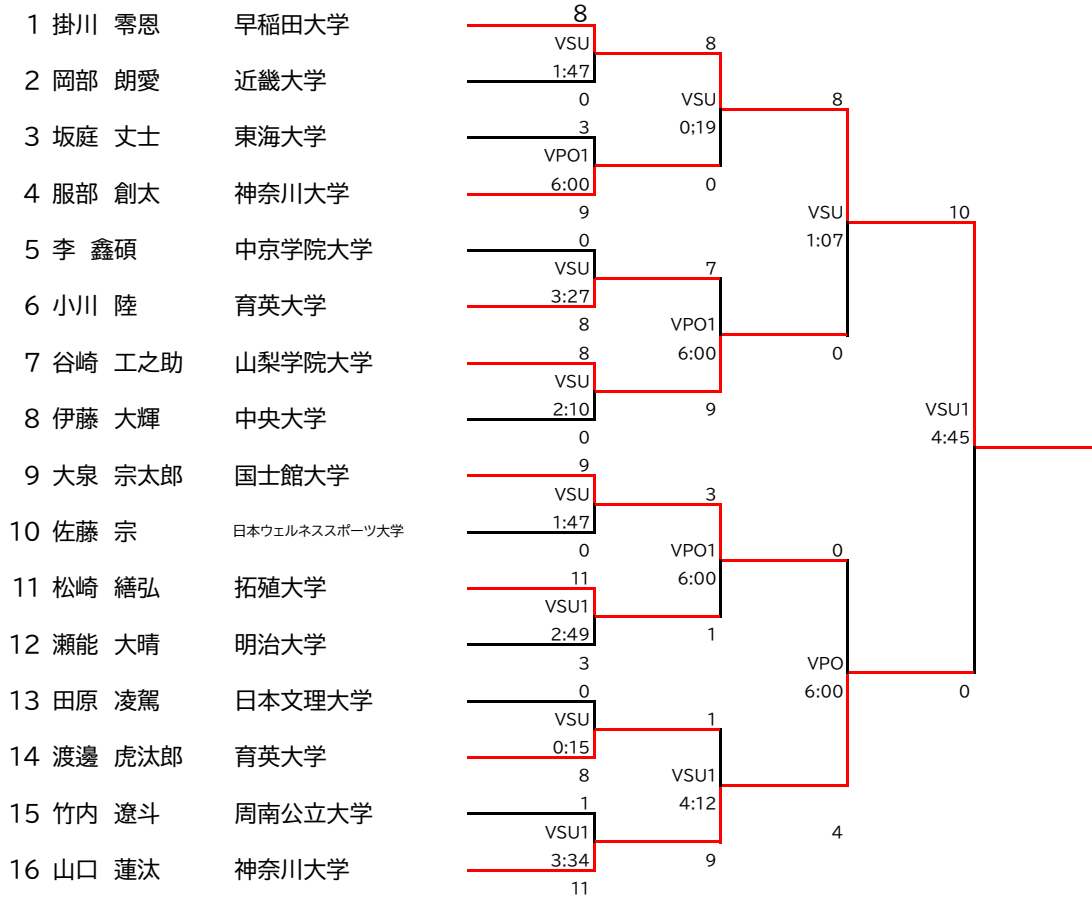 1 掛川 零恩 早稲田大学
2 岡部 朗愛 近畿大学
3 坂庭 丈士 東海大学
4 服部 創太 神奈川大学
5 李 鑫碩 中京学院大学
6 小川 陸 育英大学
7 谷崎 工之助 山梨学院大学
8 伊藤 大輝 中央大学
9 大泉 宗太郎 国士館大学
10 佐藤 宗 日本ウェルネススポーツ大学
11 松崎 繕弘 拓殖大学
12 瀬能 大晴 明治大学
13 田原 凌駕 日本文理大学
14 渡邊 虎汰郎 育英大学
15 竹内 遼斗 周南公立大学
16 山口 蓮汰 神奈川大学
8
VSU
1:47
0
3
VPO1
6:00
9
0
VSU
3:27
8
8
VSU
2:10
0
9
VSU
1:47
0
11
VSU1
2:49
3
0
VSU
0:15
8
1
VSU1
3:34
11
8
VSU
0;19
0
7
VPO1
6:00
9
3
VPO1
6:00
1
1
VSU1
4:12
9
8
VSU
1:07
0
0
VPO
6:00
4
10
VSU1
4:45
0